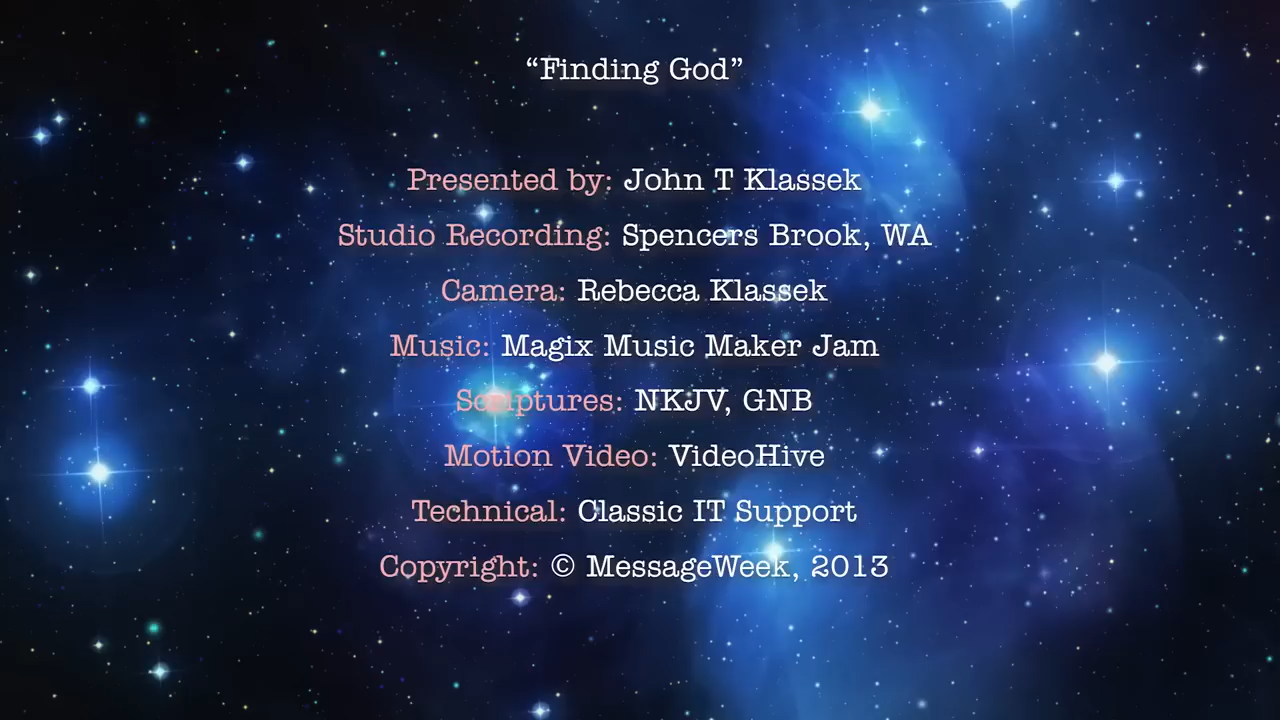 “Finding God”
Presented by: John T Klassek
Studio Recording: Spencers Brook, WA
Camera: Rebecca Klassek
Music: Magix Music Maker Jam
Scriptures: NKJV, GNB
Motion Video: VideoHive
Technical: Classic IT Support
Copyright: © MessageWeek, 2013